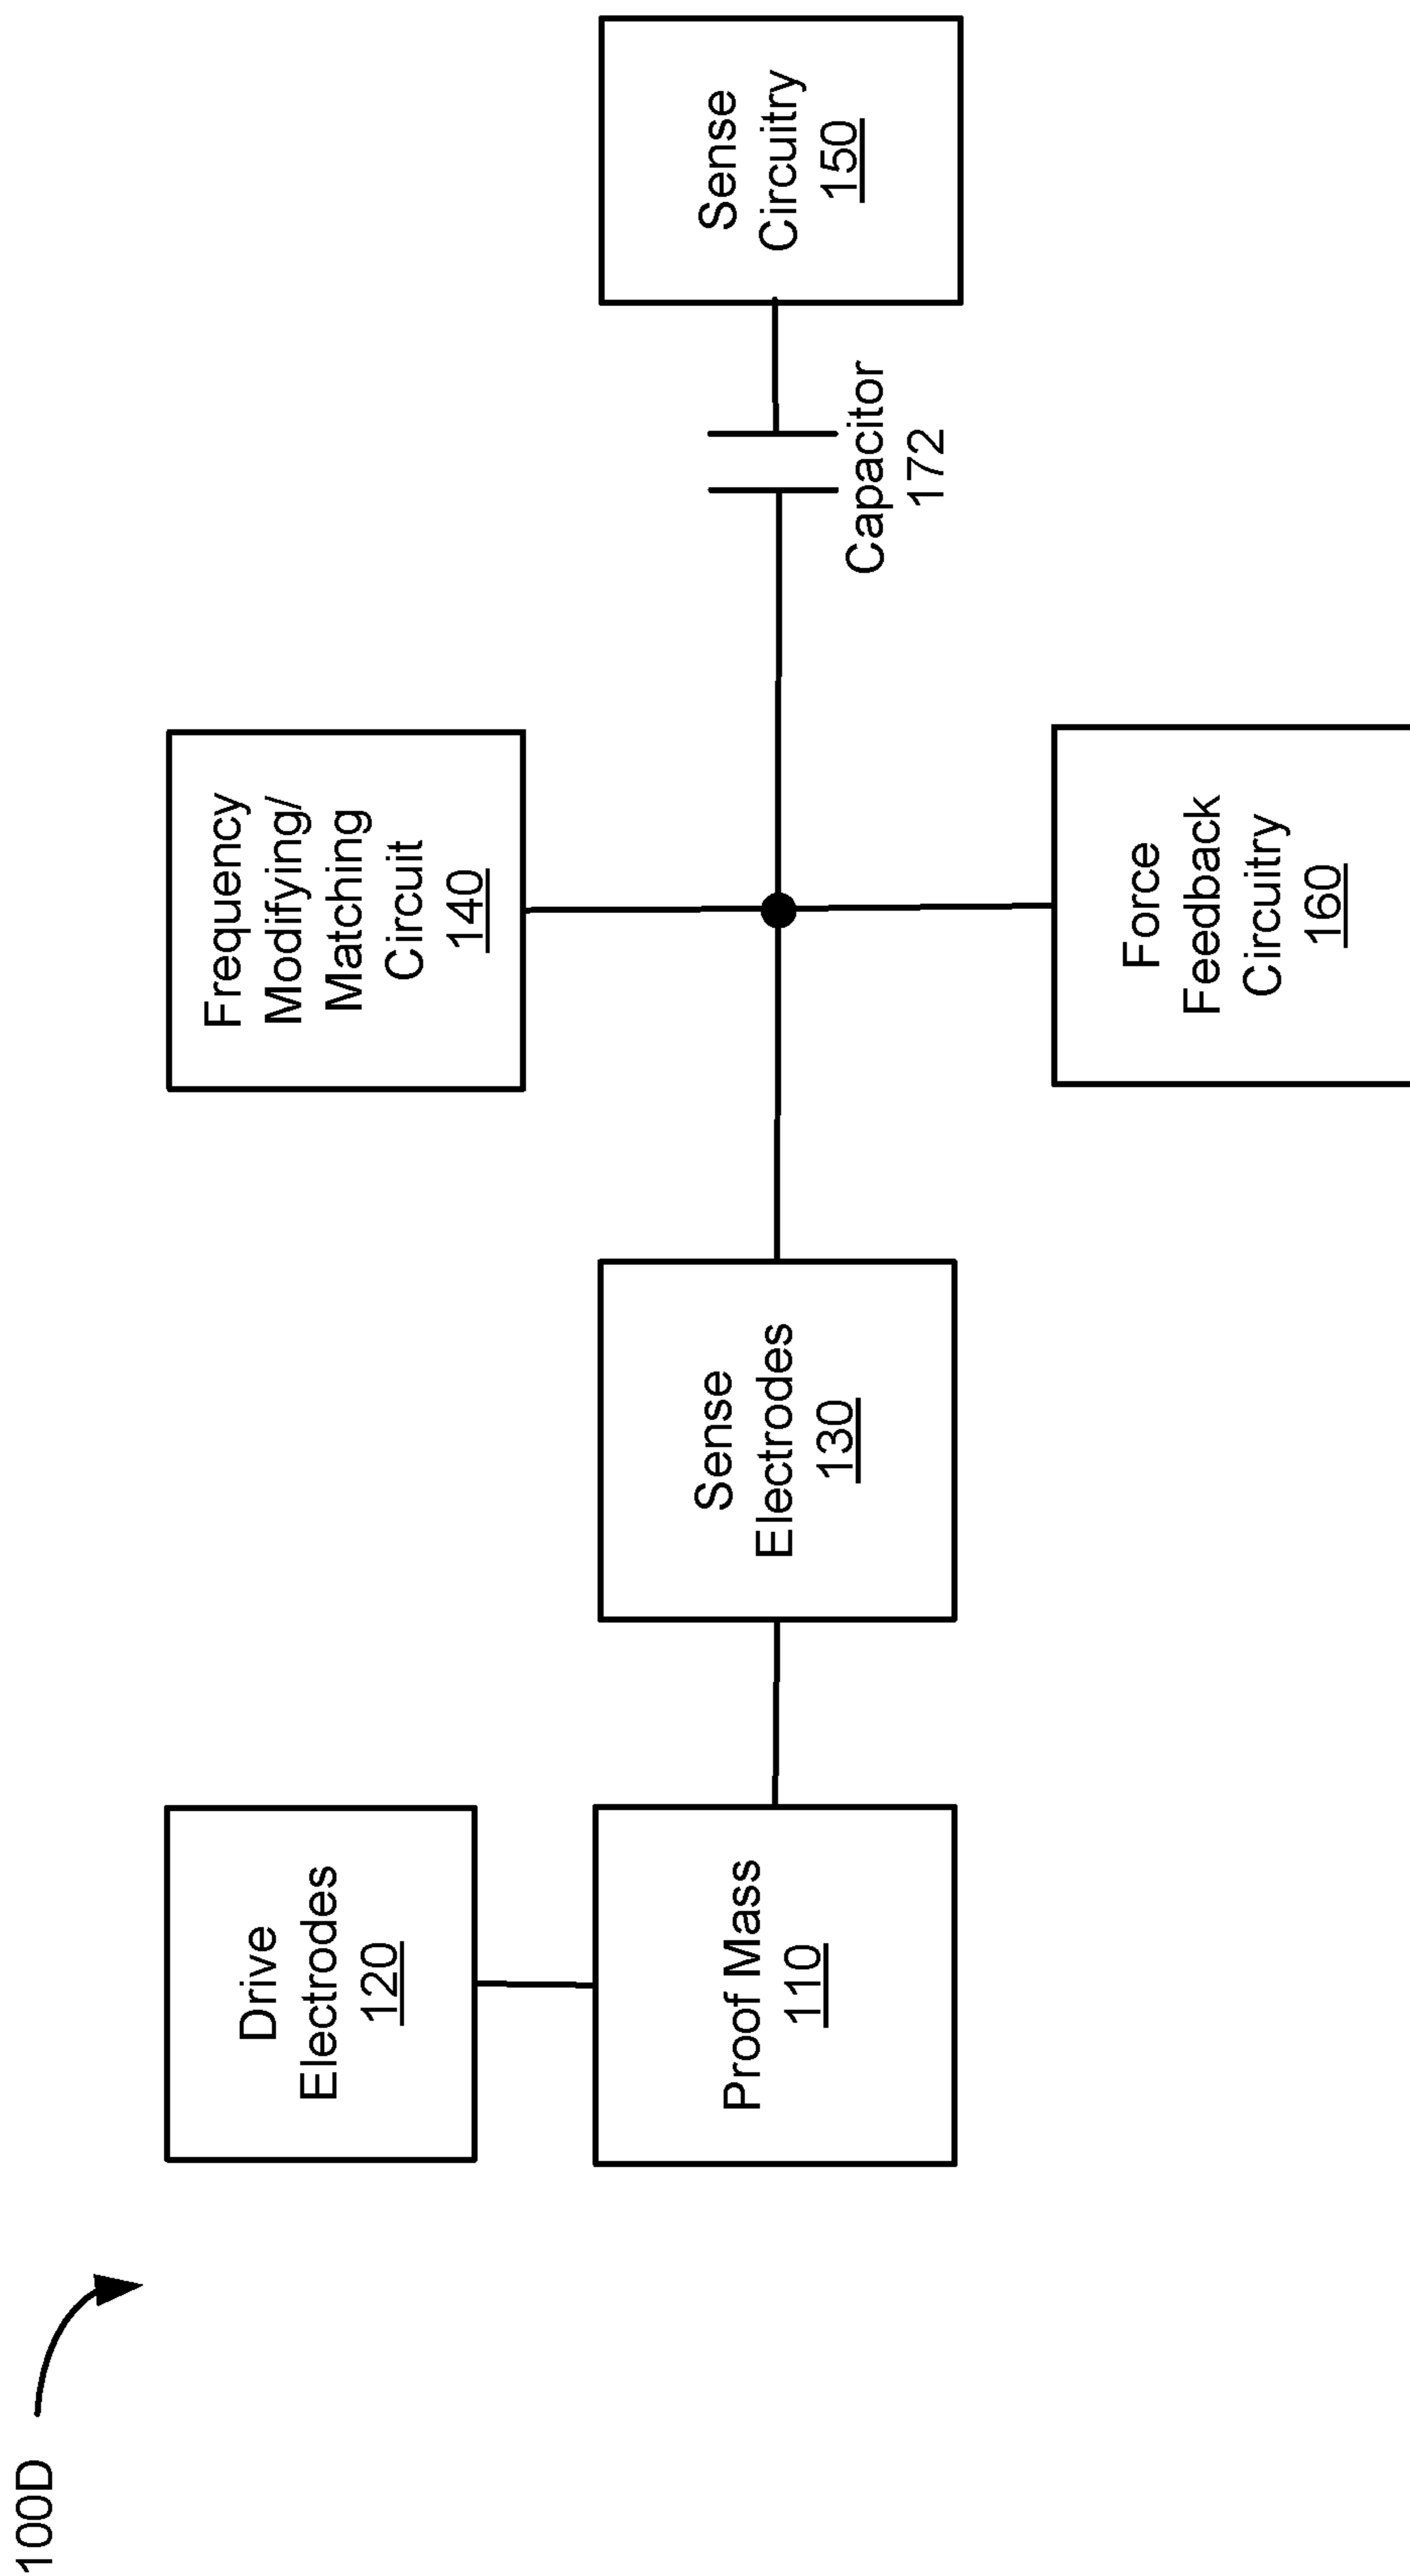 100D
Drive
Electrodes
120
Proof Mass
110
Sense
Electrodes
130
Frequency
Modifying/
Matching
Circuit
140
Force
Feedback
Circuitry
160
Capacitor
172
Sense
Circuitry
150